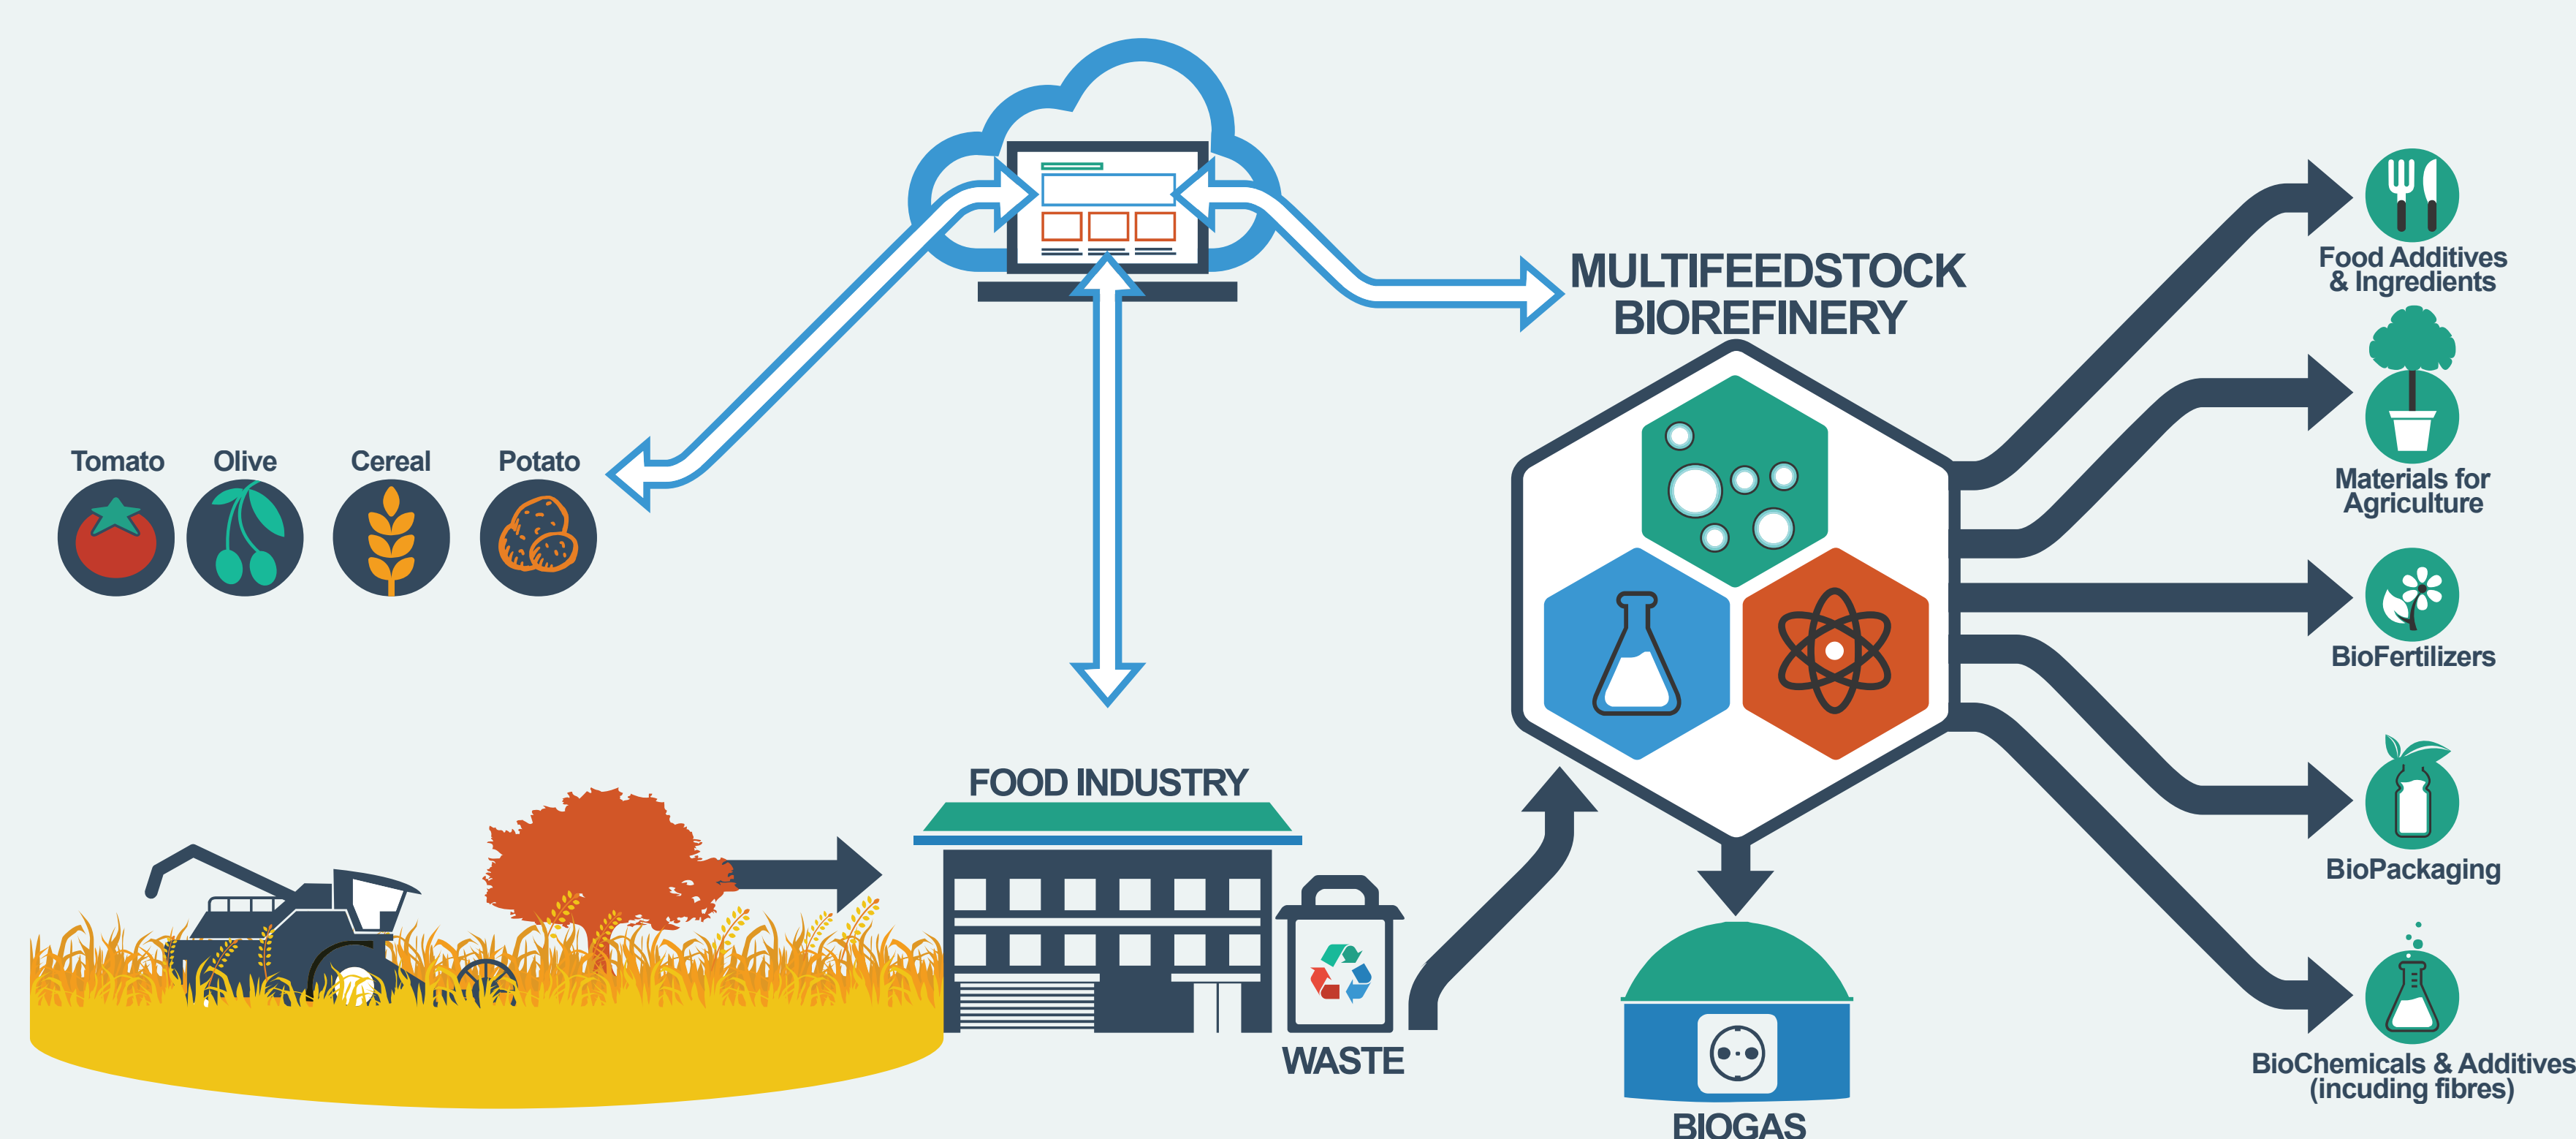 MULTIFEEDSTOCK
BIOREFINERY
Tomato
Olive
Cereal
Potato
FOOD INDUSTRY
WASTE
BIOGAS
Food Additives
& Ingredients
Materials for
Agriculture
BioFertilizers
BioPackaging
BioChemicals & Additives
(incuding fibres)